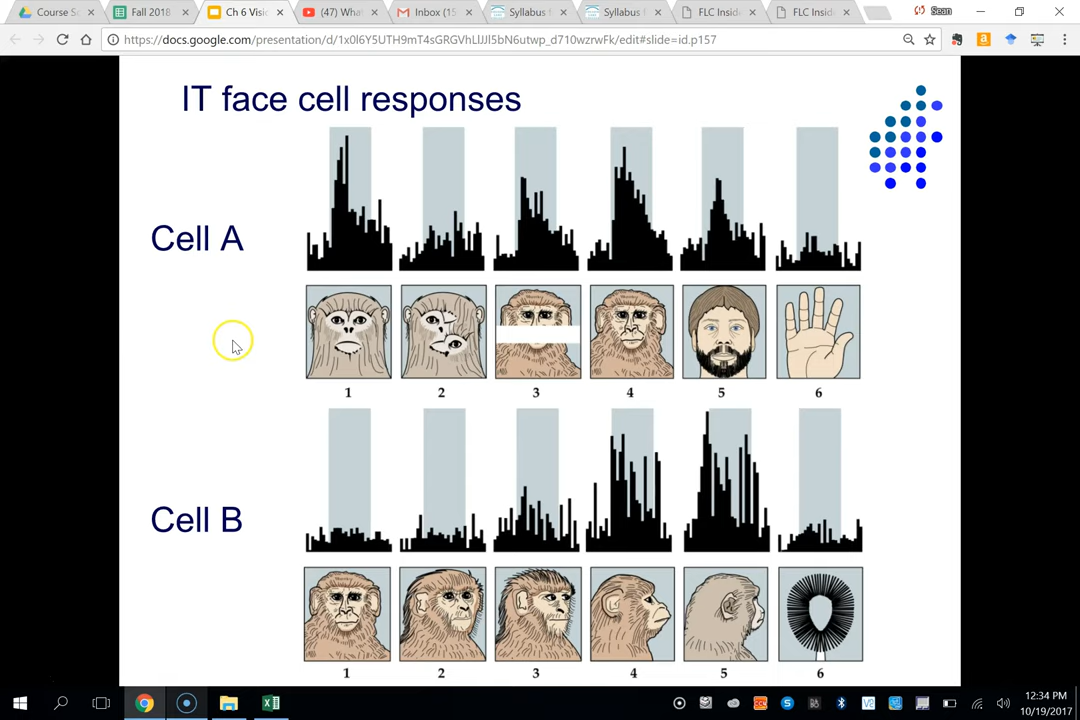 Course Sc
Fall 2018
Ch 6 Visi
(47) What
Inbox (15
Syllabus
Syllabus
FLC Insid
FLC Insid
Sean
https://docs.google.com/presentation/d/1x0I6Y5UTH9mT4sGRGVhLlJJl5bN6utwp_d710wzrwFk/edit#slide=id.p157
IT face cell responses
Cell A
1 2 3 4 5 6
Cell B
1 2 3 4 5 6
12:34 PM
10/19/2017